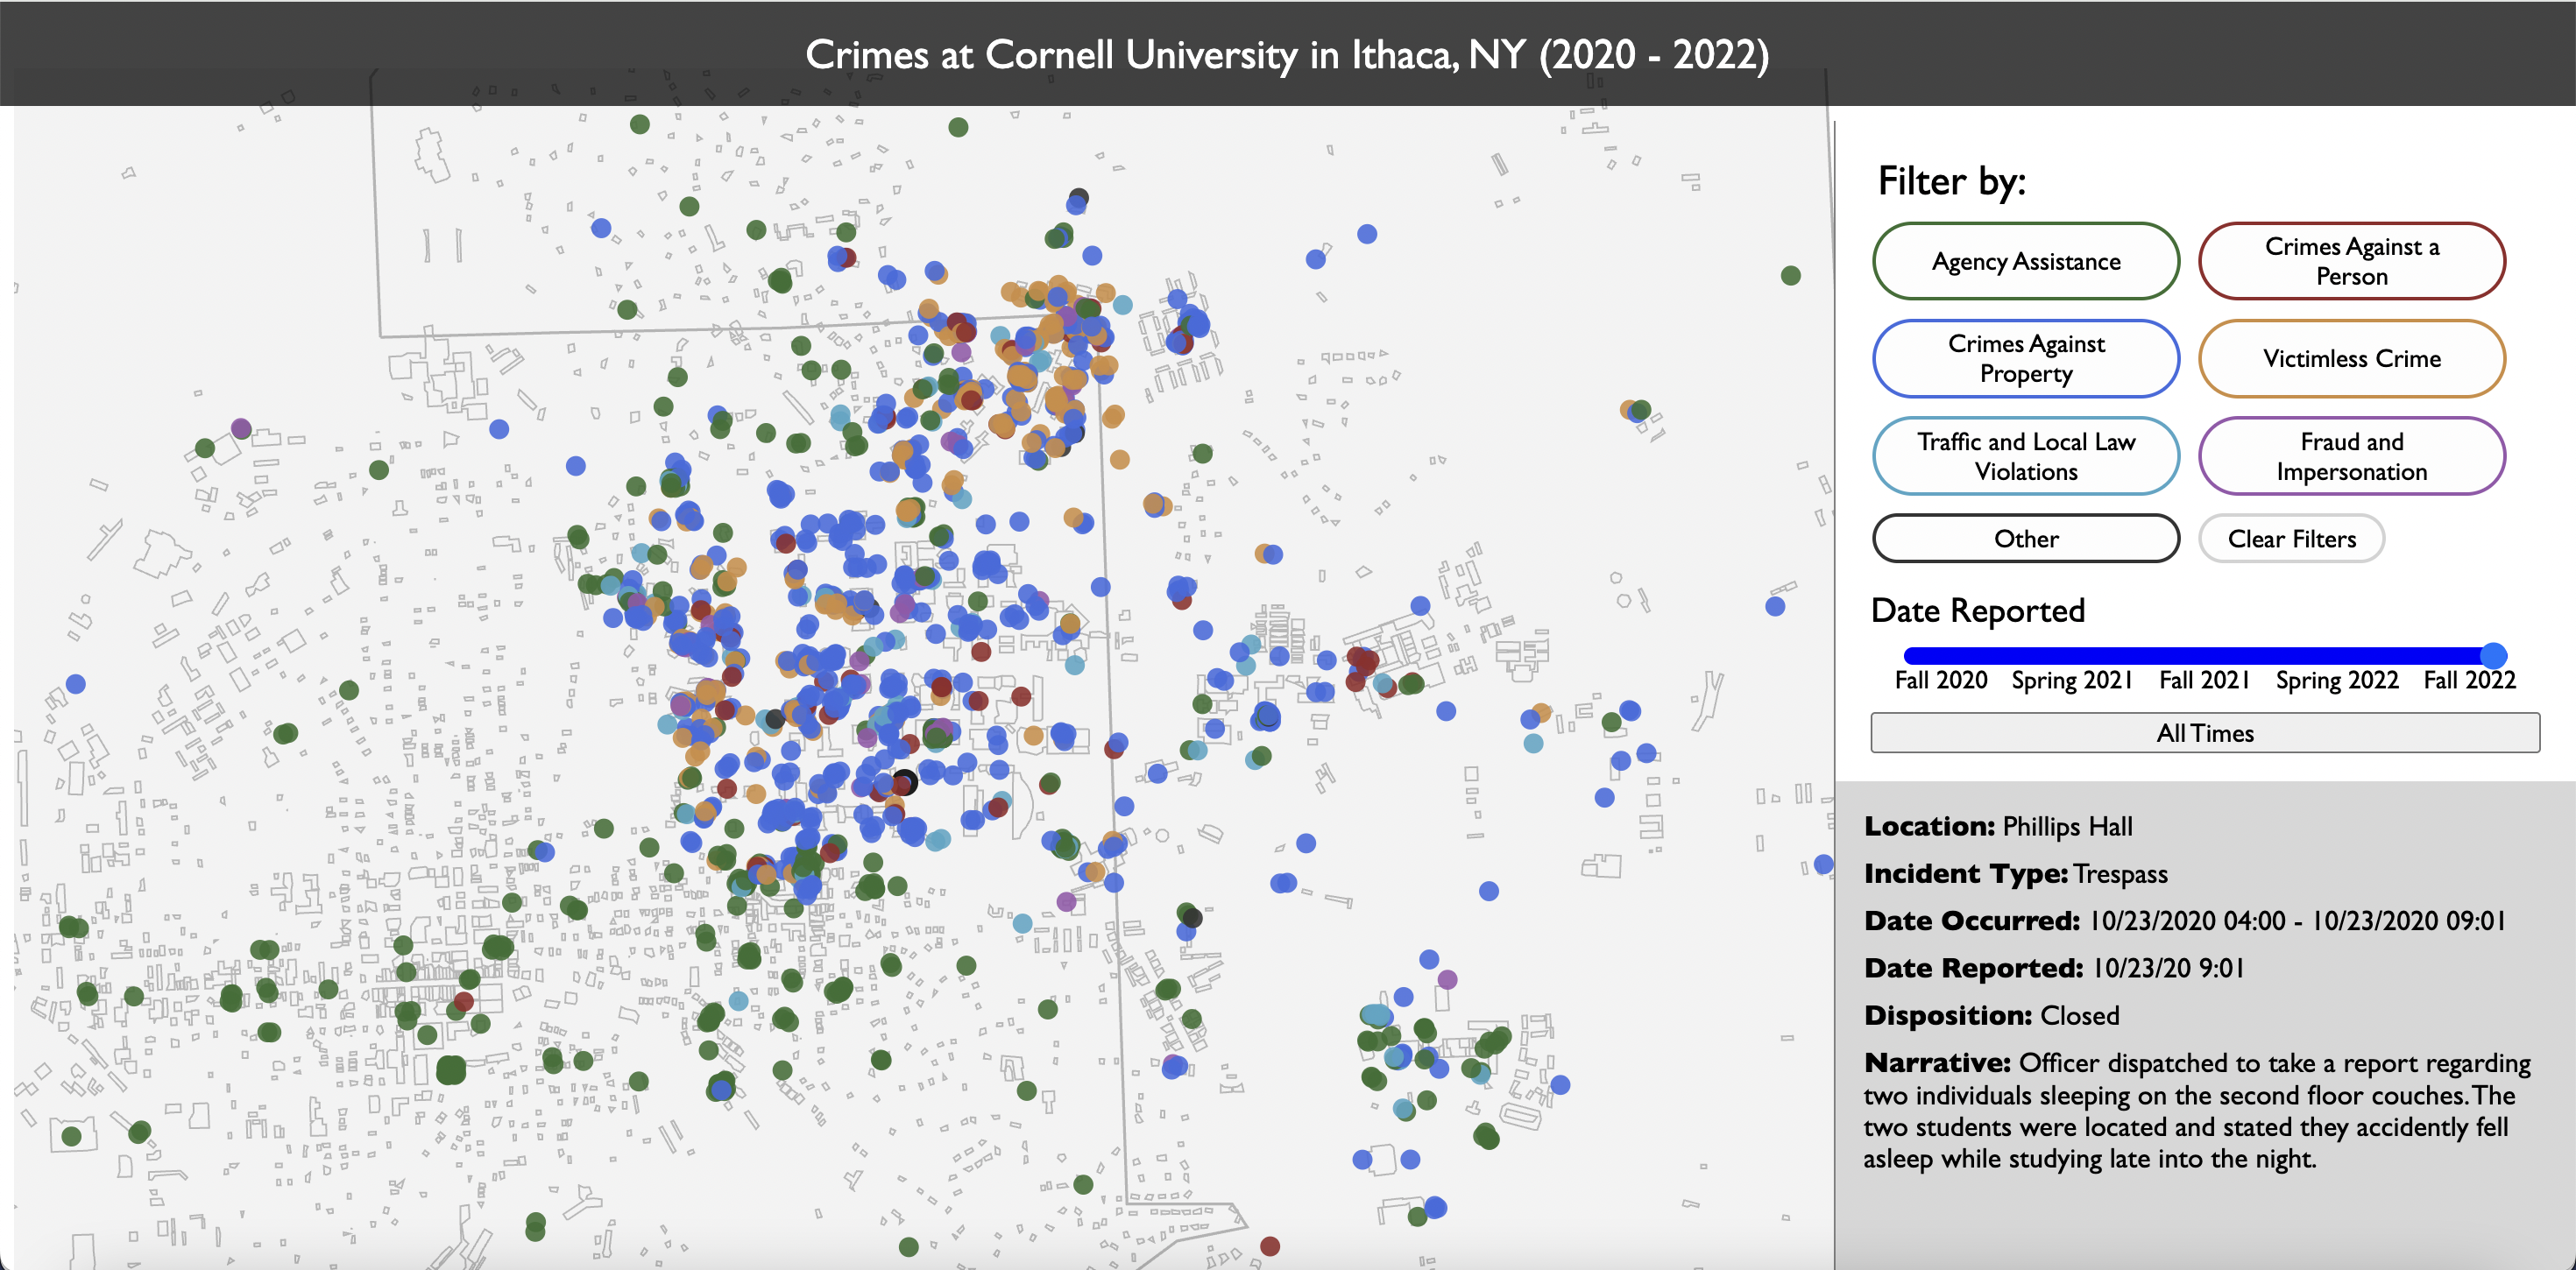 Crimes at Cornell University in Ithaca, NY (2020 - 2022)
Filter by:
Agency Assistance
Crimes Against a
Person
Crimes Against
Property
Victimless Crime
Traffic and Local Law
Violations
Fraud and
Impersonation
Other
Clear Filters
Date Reported
Fall 2020 Spring 2021 Fall 2021 Spring 2022 Fall 2022
All Times
Location: Phillips Hall
Incident Type: Trespass
Date Occurred: 10/23/2020 04:00 - 10/23/2020 09:01
Date Reported: 10/23/20 9:01
Disposition: Closed
Narrative: Officer dispatched to take a report regarding
two individuals sleeping on the second floor couches. The
two students were located and stated they accidently fell
asleep while studying late into the night.